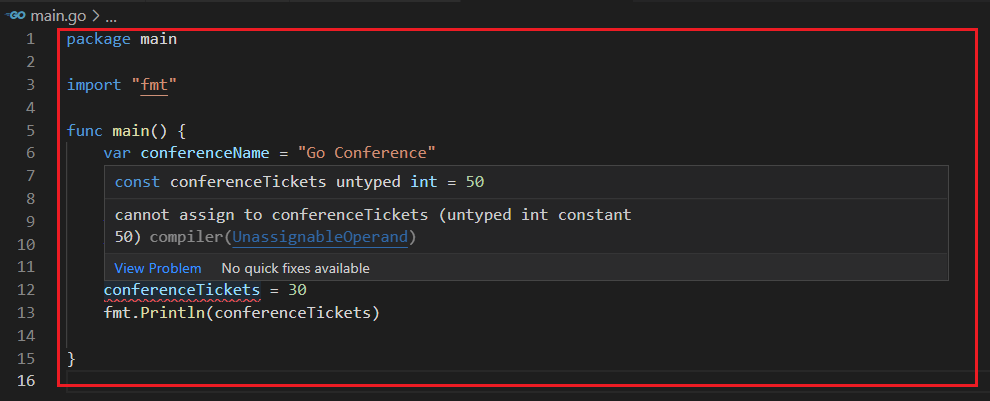 GO main.go > ...
1 package main
2
3 import "fmt"
4
5 func main() {
6 var conferenceName = "Go Conference"
7
const conferenceTickets untyped int = 50
8
cannot assign to conferenceTickets (untyped int constant
9
50) compiler(UnassignableOperand)
10
11 View Problem No quick fixes available
12 conferenceTickets = 30
13 fmt.Println(conferenceTickets)
14
15 }
16